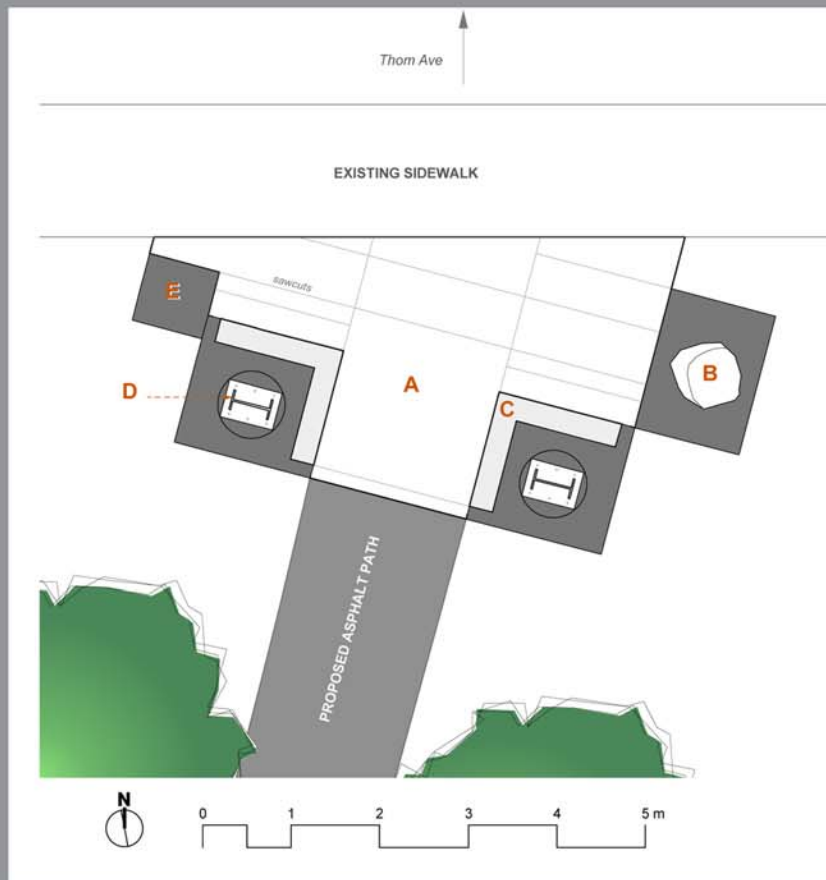 Thom Ave
EXISTING SIDEWALK
sawcuts
E
B
A
D
C
PROPOSED ASPHALT PATH
N
0 1 2 3 4 5 m